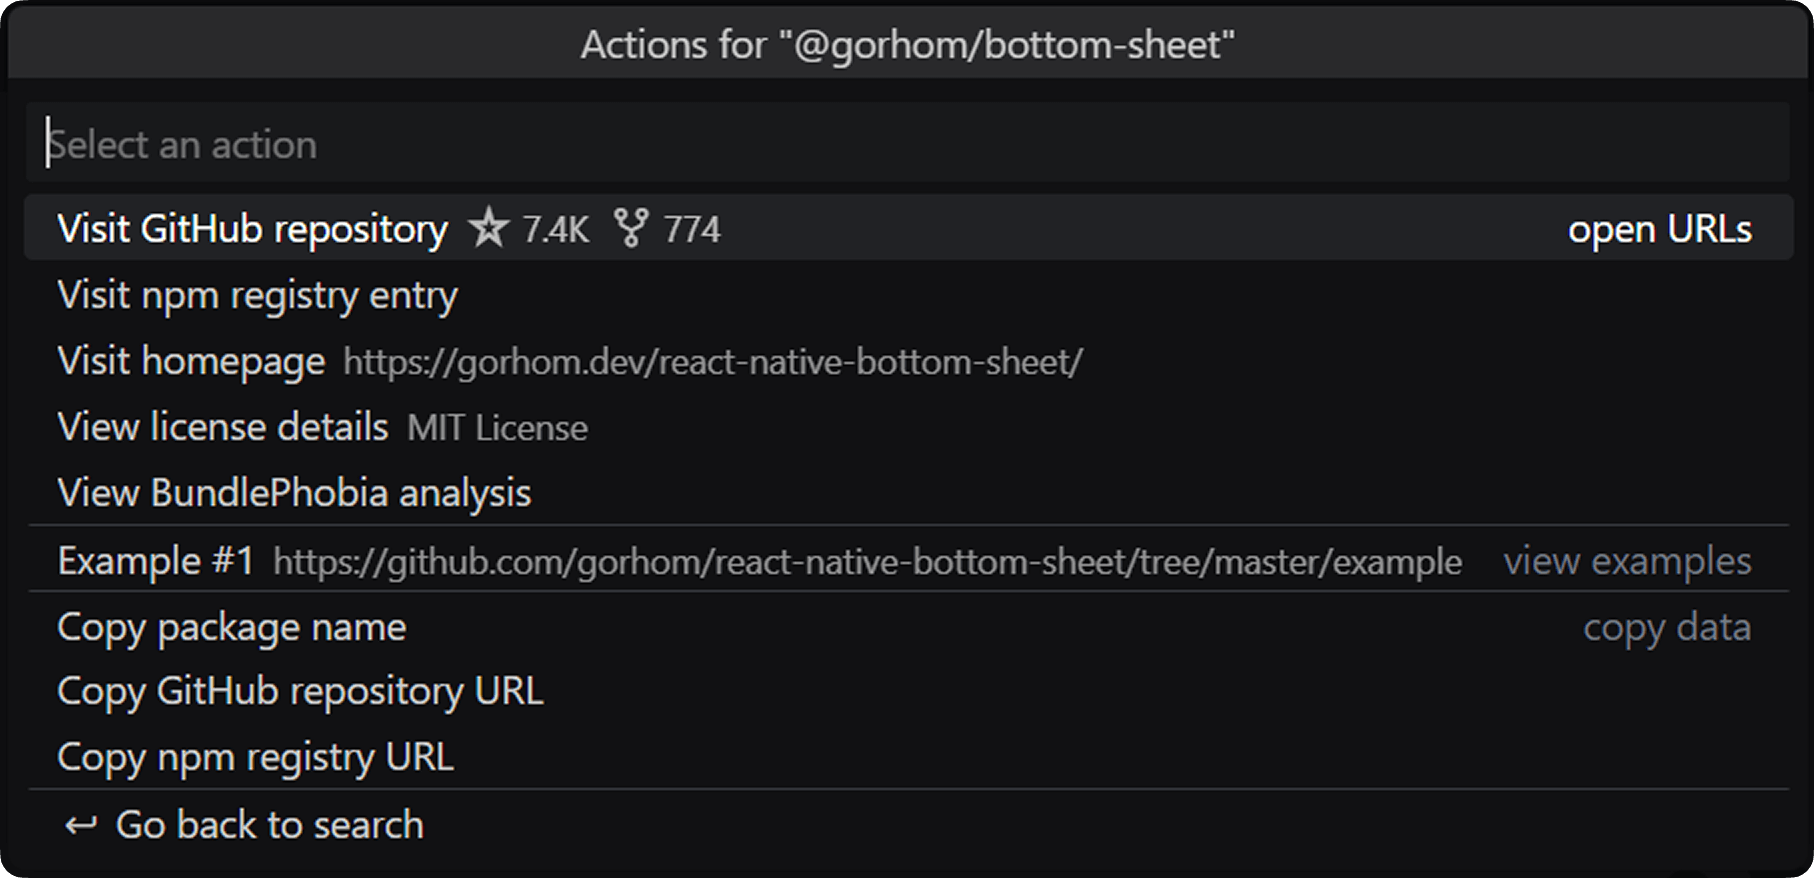 Actions for "@gorhom/bottom-sheet"
Select an action
Visit GitHub repository 7.4K 774 open URLs
Visit npm registry entry
Visit homepage https://gorhom.dev/react-native-bottom-sheet/
View license details MIT License
View BundlePhobia analysis
Example #1 https://github.com/gorhom/react-native-bottom-sheet/tree/master/example view examples
Copy package name copy data
Copy GitHub repository URL
Copy npm registry URL
↩ Go back to search